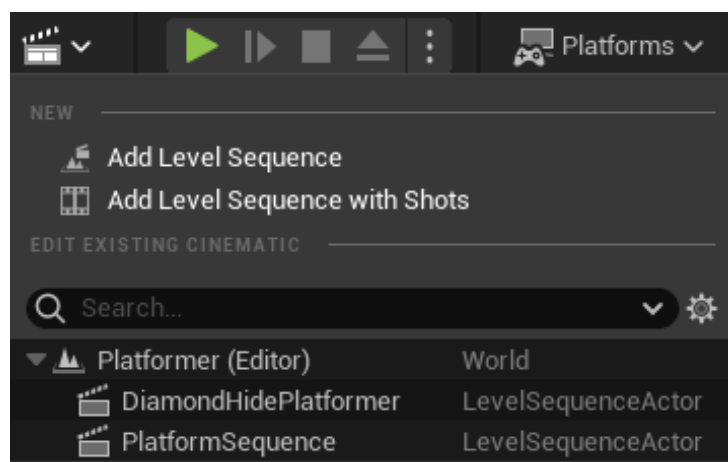 Platforms
NEW
Add Level Sequence
Add Level Sequence with Shots
EDIT EXISTING CINEMATIC
Search...
Platformer (Editor) World
DiamondHidePlatformer LevelSequenceActor
PlatformSequence LevelSequenceActor